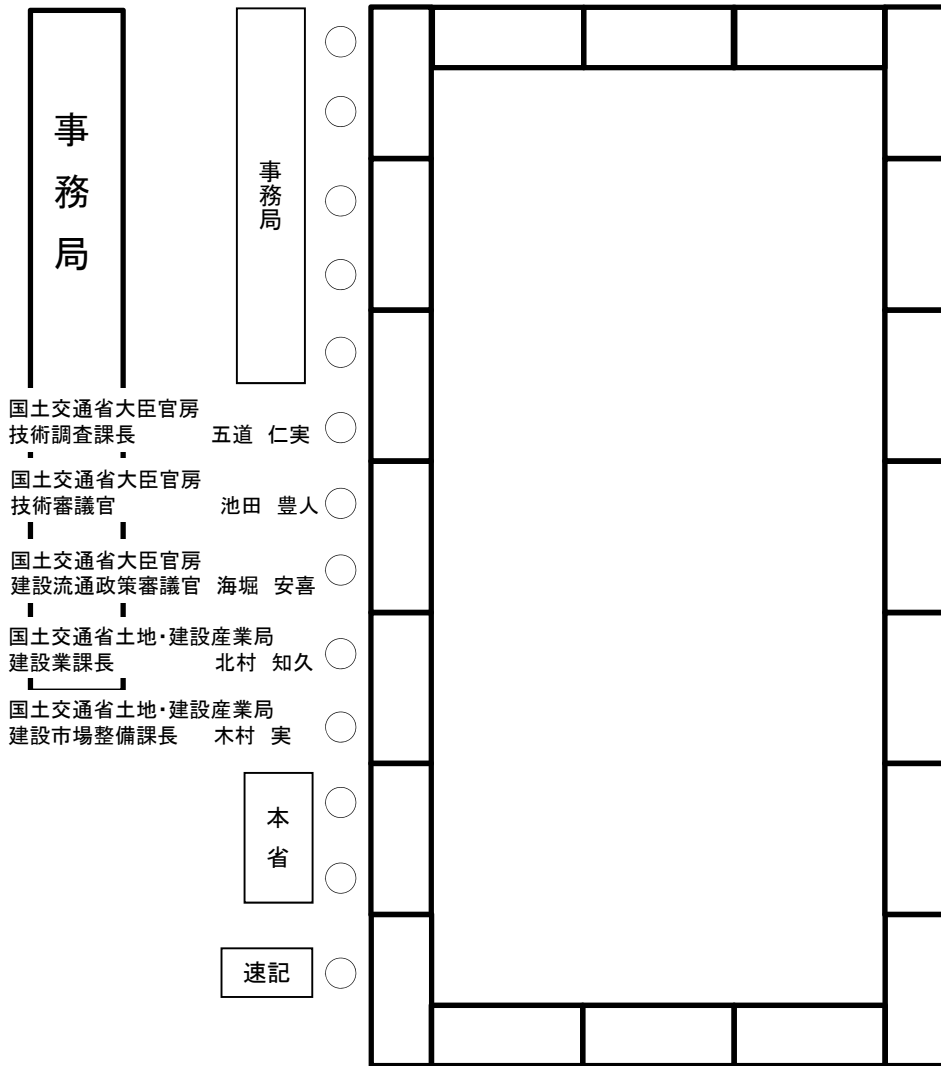 事務局
事務局
国土交通省大臣官房
技術調査課長 五道 仁実
国土交通省大臣官房
技術審議官 池田 豊人
国土交通省大臣官房
建設流通政策審議官 海堀 安喜
国土交通省土地・建設産業局
建設業課長 北村 知久
国土交通省土地・建設産業局
建設市場整備課長 木村 実
本省
速記